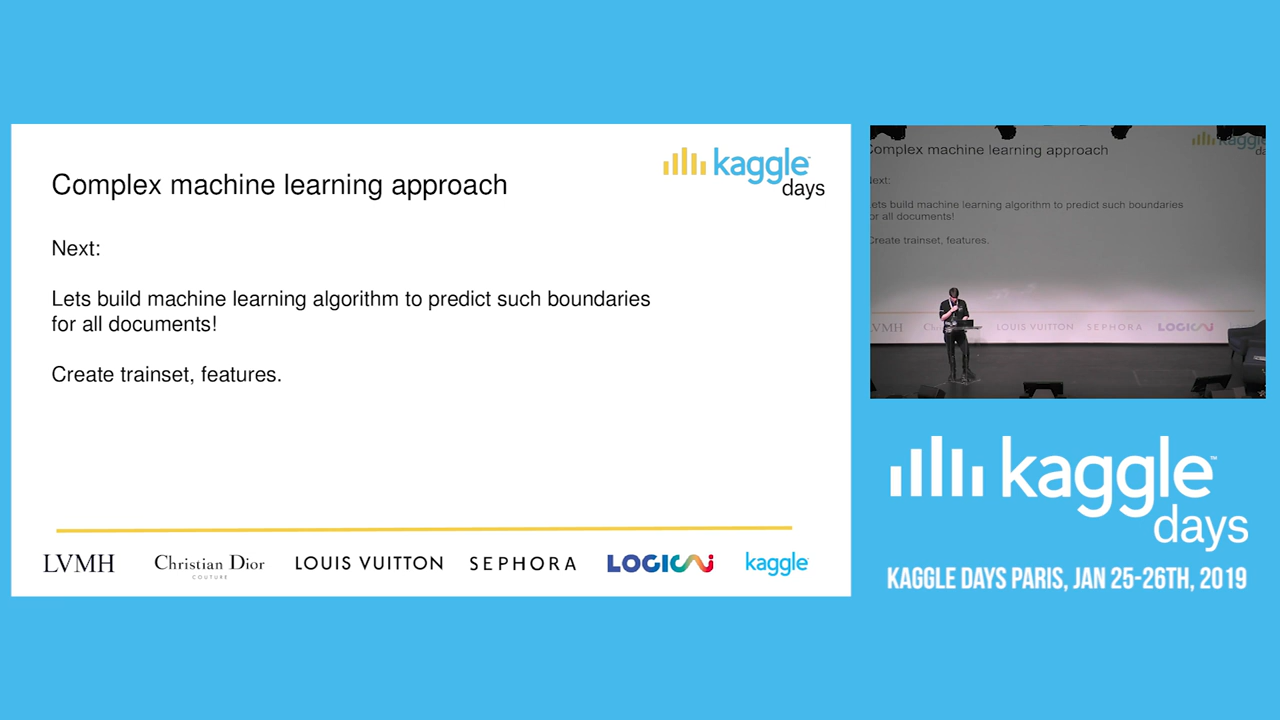 Complex machine learning approach
kaggle
days
Next:
Lets build machine learning algorithm to predict such boundaries
for all documents!
Create trainset, features.
LVMH
Christian Dior
COUTURE
LOUIS VUITTON
SEPHORA
LOGICAI
kaggle
Complex machine learning approach
kaggle
Next:
Lets build machine learning algorithm to predict such boundaries
for all documents!
Create trainset, features.
LVMH
LOUIS VUITTON
SEPHORA
LOGICAI
kaggle™
days
KAGGLE DAYS PARIS, JAN 25-26TH, 2019